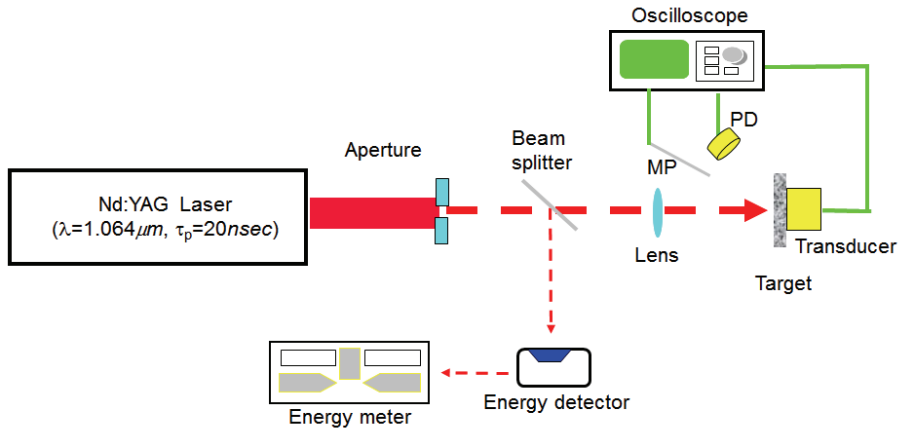 Oscilloscope
PD
Beam
splitter
Aperture
MP
Nd:YAG Laser
(λ=1.064μm, τp=20nsec)
Lens
Transducer
Target
Energy detector
Energy meter